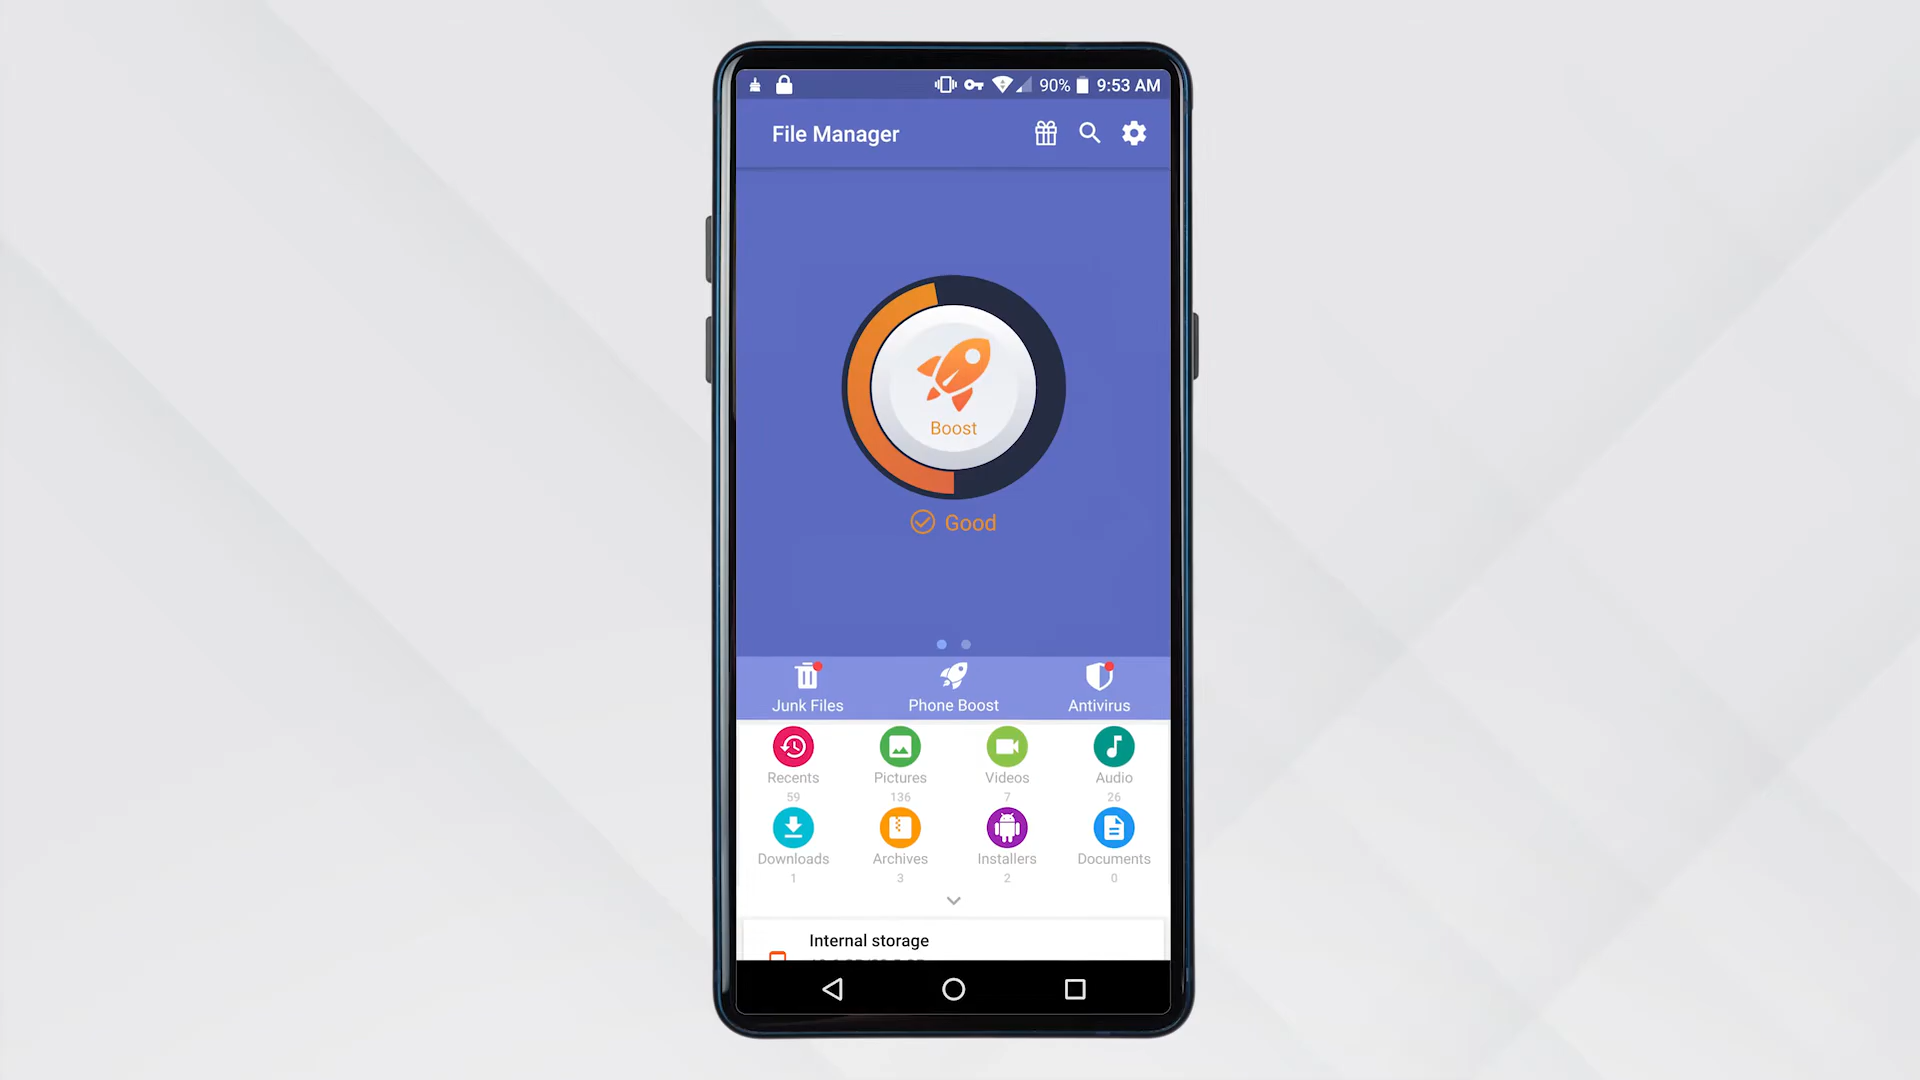 90% 9:53 AM
File Manager
Boost
Good
Junk Files Phone Boost Antivirus
Recents Pictures Videos Audio
59 136 7 26
Downloads Archives Installers Documents
1 3 2 0
Internal storage